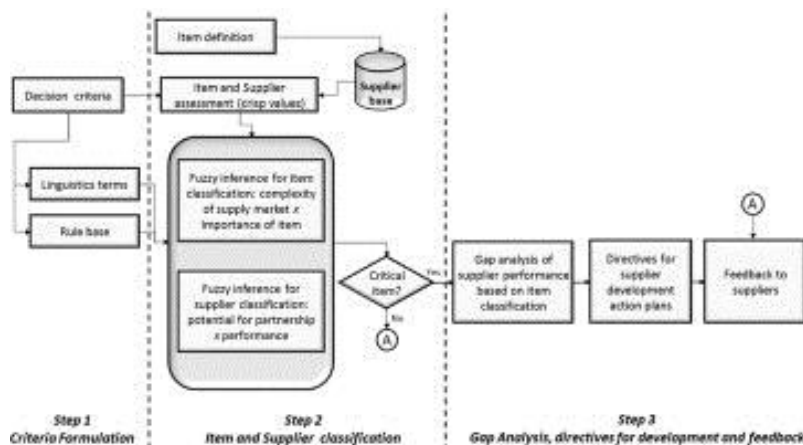 Item definition
Supplier
base
Decision criteria
Item and Supplier
assessment (crisp values)
Linguistics terms
Rule base
Fuzzy inference for item
classification: complexity
of supply market x
Importance of item
Fuzzy inference for
supplier classification:
potential for partnership
x performance
Critical
item?
Yes
No
A
Gap analysis of
supplier performance
based on item
classification
Directives for
supplier
development
action plans
A
Feedback to
suppliers
Step 1
Criteria Formulation
Step 2
Item and Supplier classification
Step 3
Gap Analysis, directives for development and feedback